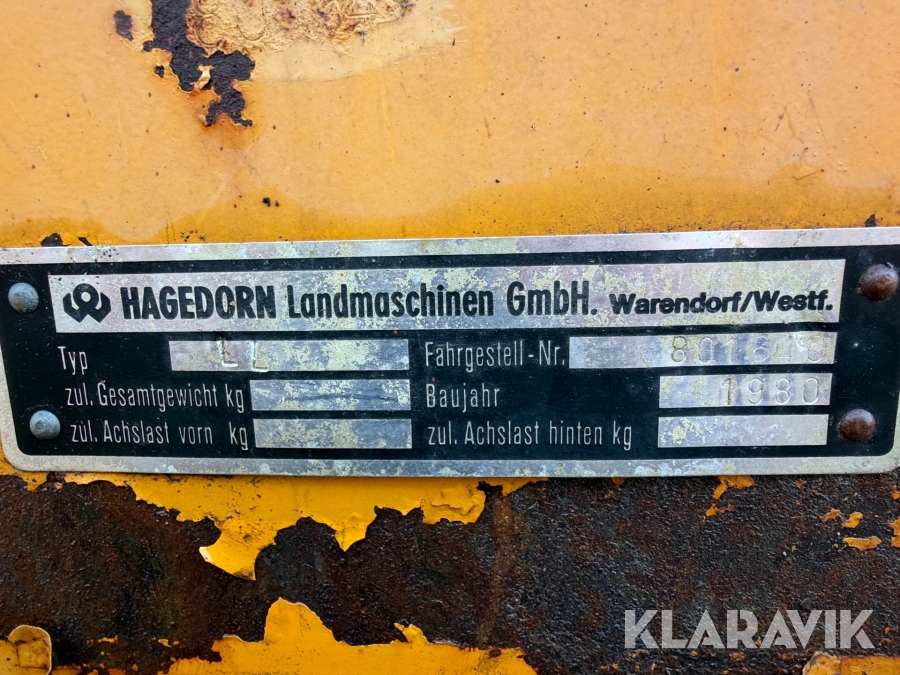 HAGEDORN Landmaschinen GmbH. Warendorf/Westf.
Typ LL Fahrgestell-Nr.
zul. Gesamtgewicht kg Baujahr 1980
zul. Achslast vorn kg zul. Achslast hinten kg
KLARAVIK